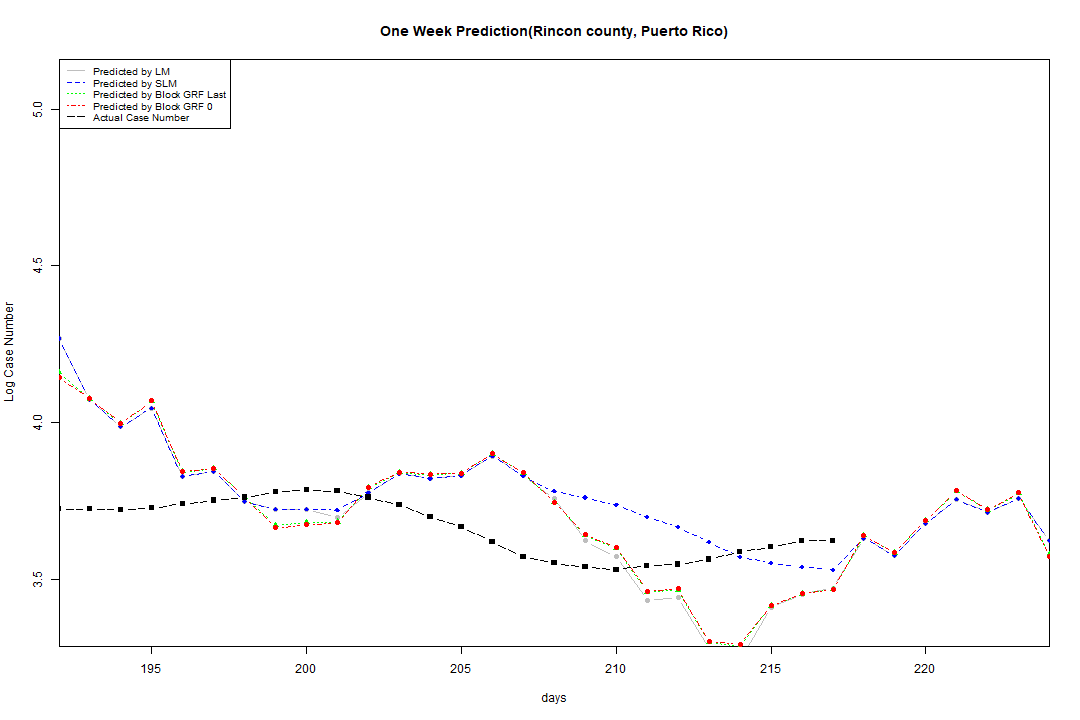 One Week Prediction(Rincon county, Puerto Rico)
Predicted by LM
Predicted by SLM
Predicted by Block GRF Last
Predicted by Block GRF 0
Actual Case Number
5.0
4.5
4.0
3.5
Log Case Number
195 200 205 210 215 220
days